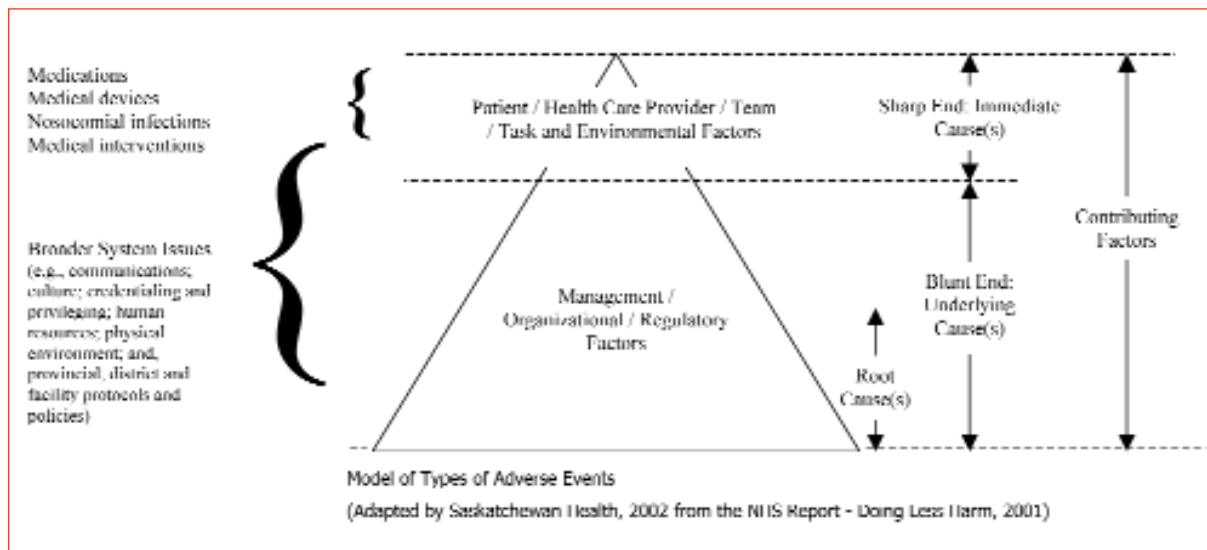 Medications
Medical devices
Nosocomial infections
Medical interventions
Patient / Health Care Provider / Team
/ Task and Environmental Factors
Sharp End: Immediate
Cause(s)
Contributing
Factors
Broader System Issues
(e.g., communications;
culture; credentialing and
privileging; human
resources; physical
environment; and,
provincial, district and
facility protocols and
policies)
Management /
Organizational / Regulatory
Factors
Blunt End:
Underlying
Cause(s)
Root
Cause(s)
Model of Types of Adverse Events
(Adapted by Saskatchewan Health, 2002 from the NHS Report - Doing Less Harm, 2001)